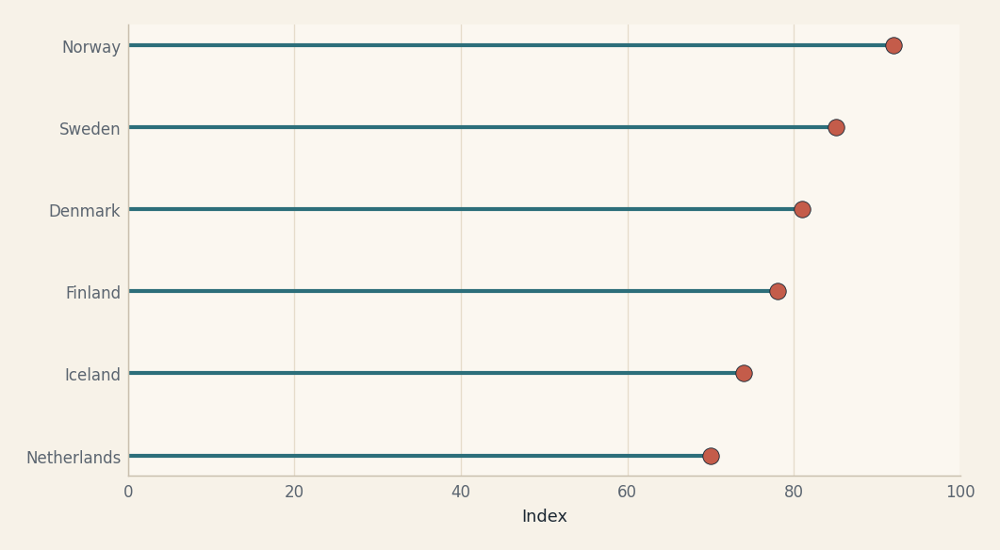 Norway
Sweden
Denmark
Finland
Iceland
Netherlands
0 20 40 60 80 100
Index